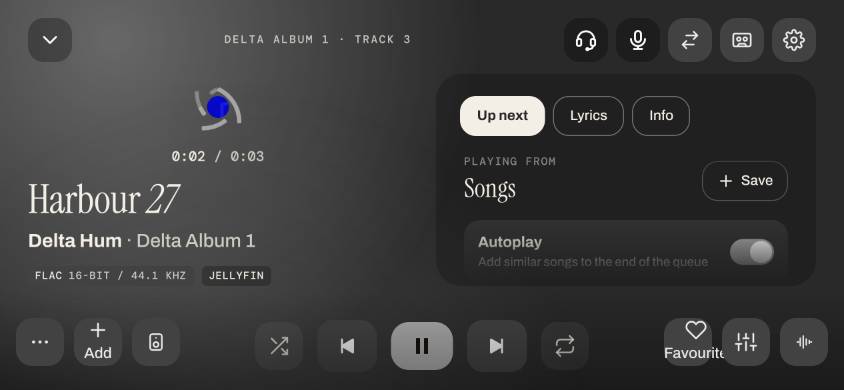 DELTA ALBUM 1 · TRACK 3
0:02 / 0:03
Harbour 27
Delta Hum · Delta Album 1
FLAC 16-BIT / 44.1 KHZ JELLYFIN
Up next Lyrics Info
PLAYING FROM
Songs
Save
Autoplay
Add similar songs to the end of the queue
Add
Favourite